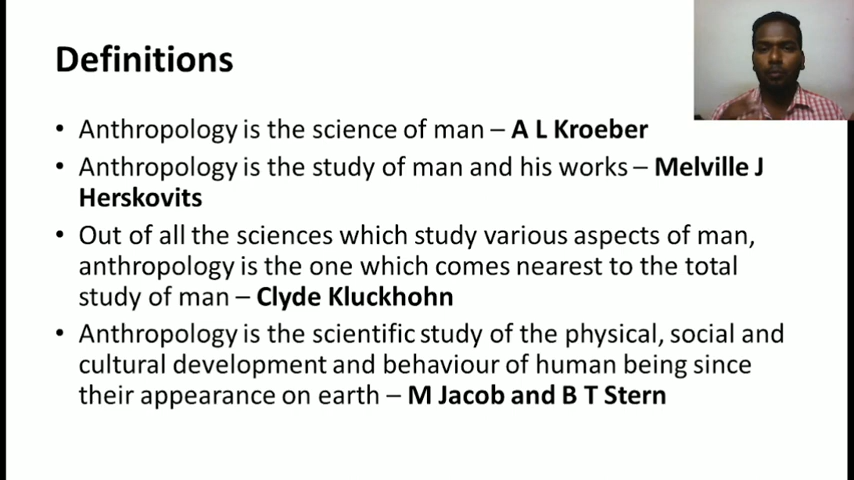 Definitions
• Anthropology is the science of man – A L Kroeber
• Anthropology is the study of man and his works – Melville J
Herskovits
• Out of all the sciences which study various aspects of man,
anthropology is the one which comes nearest to the total
study of man – Clyde Kluckhohn
• Anthropology is the scientific study of the physical, social and
cultural development and behaviour of human being since
their appearance on earth – M Jacob and B T Stern